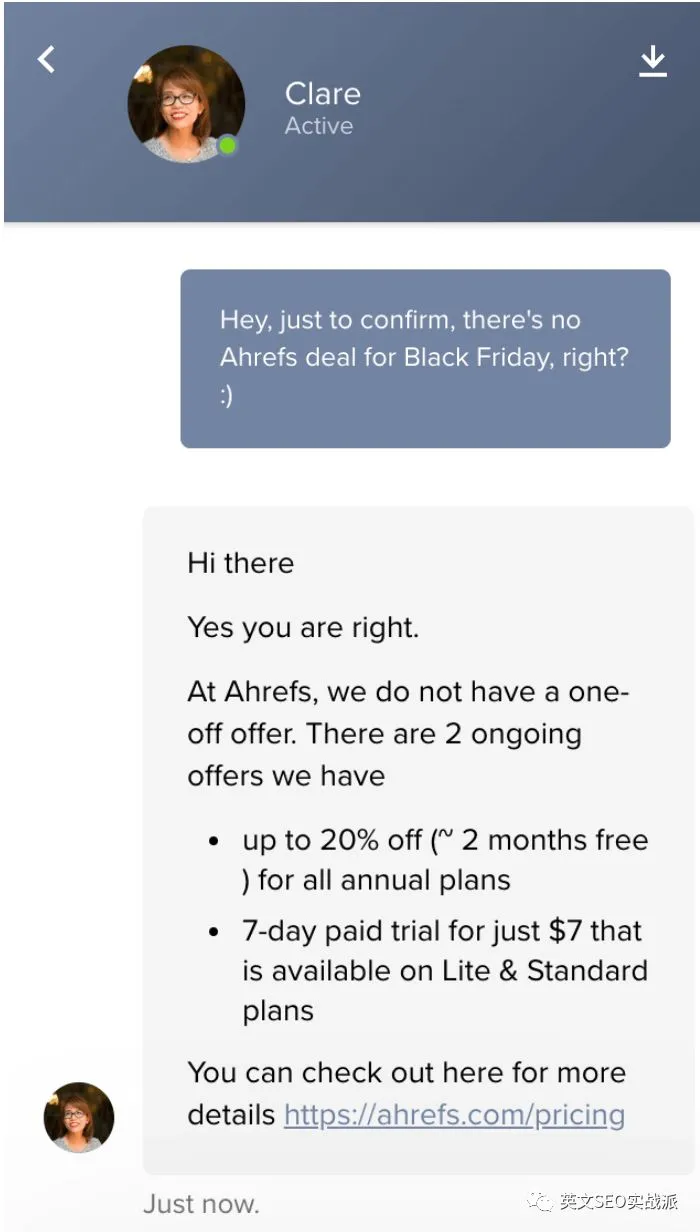 Clare
Active
Hey, just to confirm, there's no
Ahrefs deal for Black Friday, right?
:)
Hi there
Yes you are right.
At Ahrefs, we do not have a one-
off offer. There are 2 ongoing
offers we have
• up to 20% off (~ 2 months free
) for all annual plans
• 7-day paid trial for just $7 that
is available on Lite & Standard
plans
You can check out here for more
details https://ahrefs.com/pricing
Just now.
英文SEO实战派